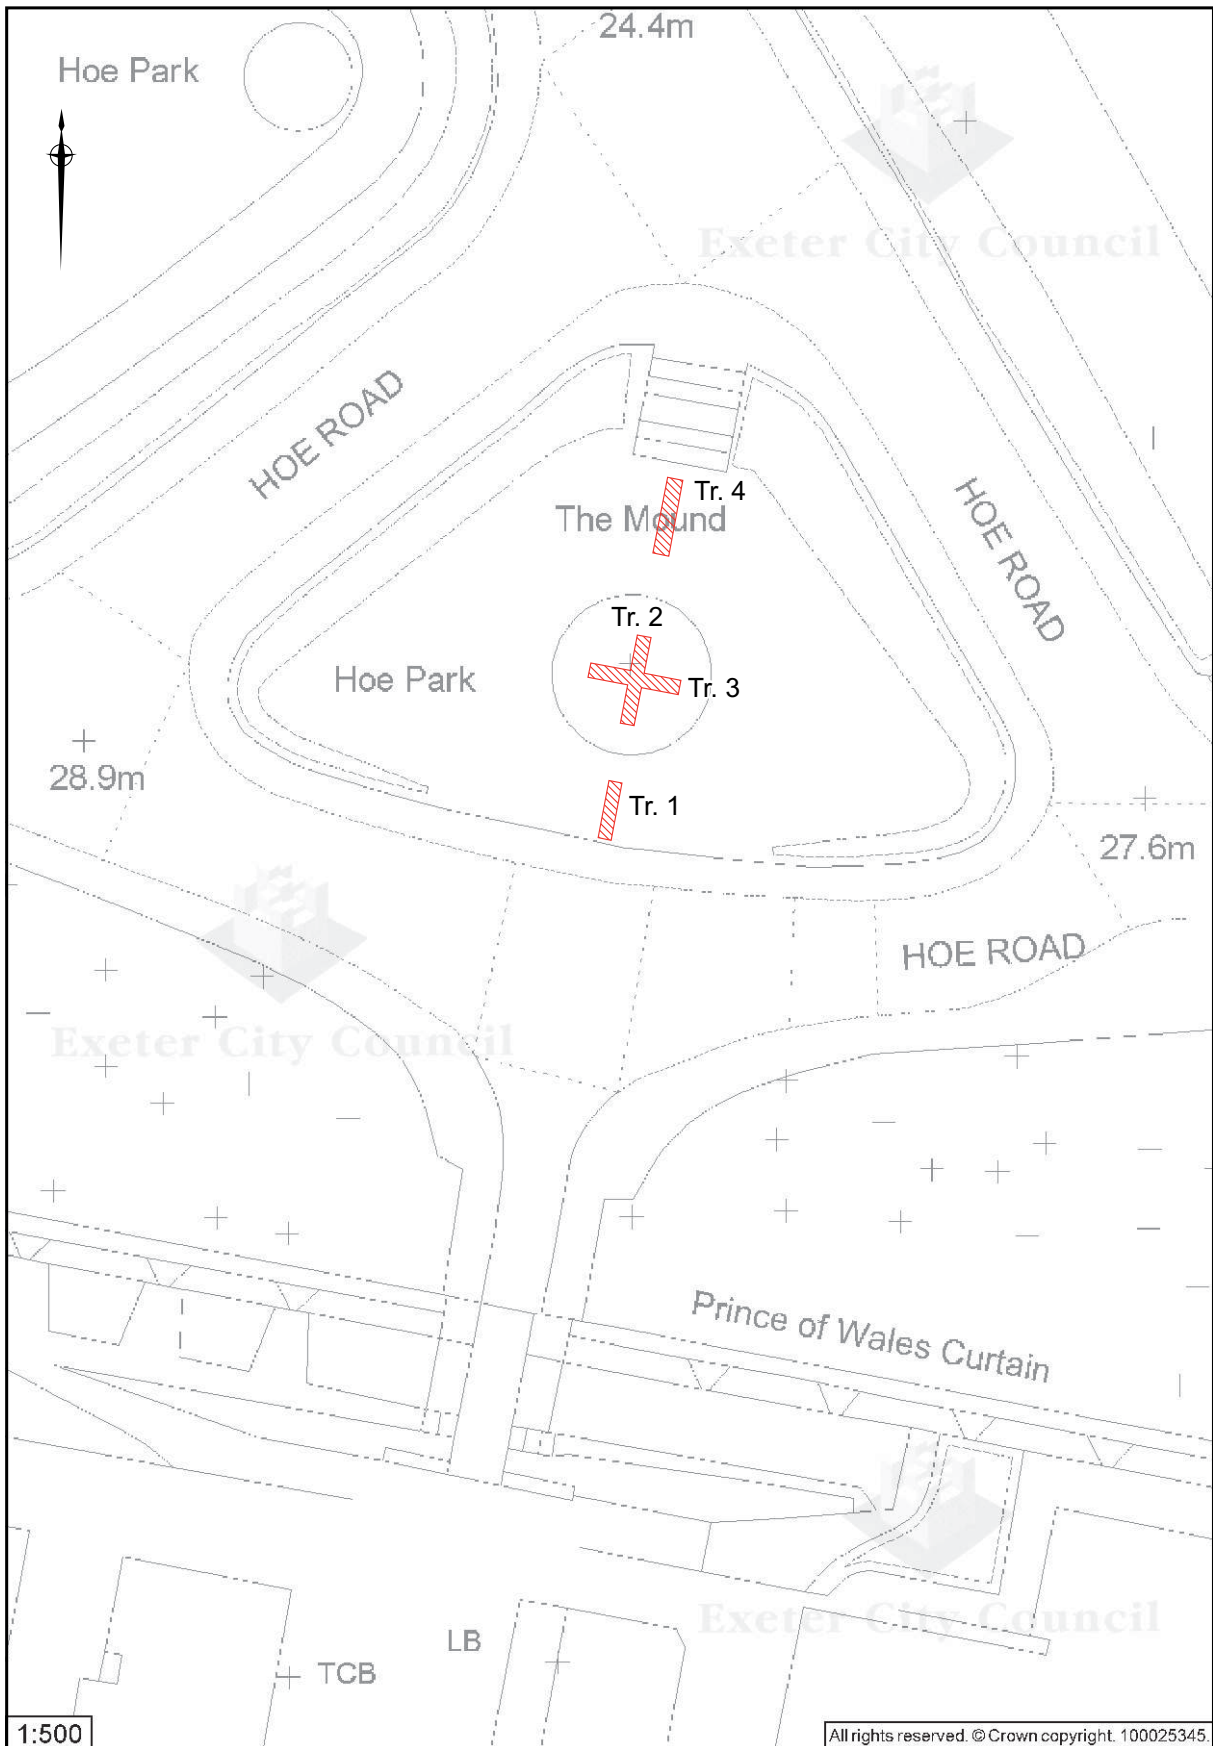 24.4m
Hoe Park
Exeter City Council
HOE ROAD
Tr. 4
The Mound
HOE ROAD
Tr. 2
Hoe Park
Tr. 3
28.9m
Tr. 1
27.6m
HOE ROAD
Exeter City Council
Prince of Wales Curtain
Exeter City Council
LB
TCB
1:500
All rights reserved. © Crown copyright. 100025345.